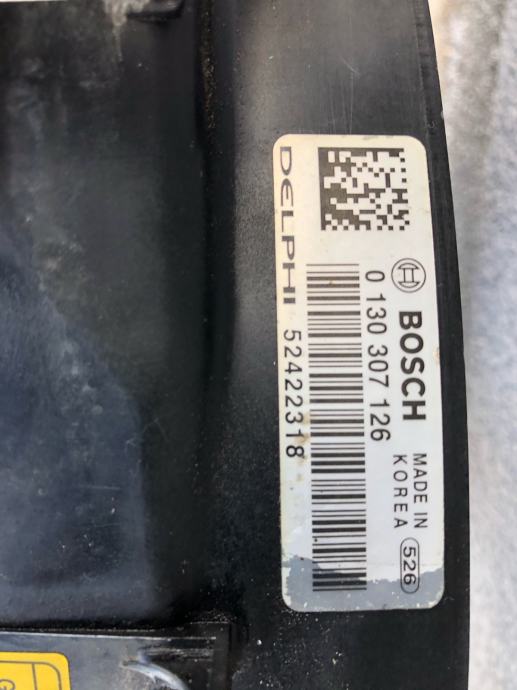 BOSCH MADE IN
KOREA 526
0 130 307 126
DELPHI 52422318